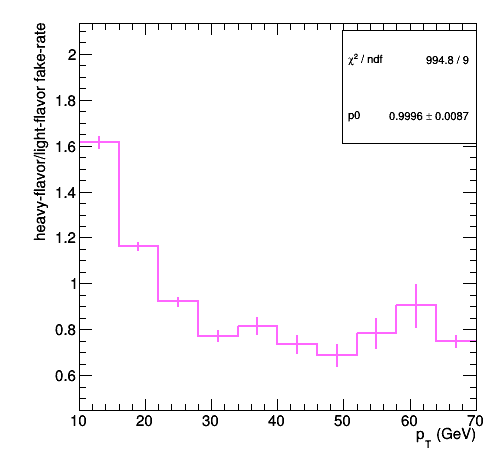 heavy-flavor/light-flavor fake-rate
χ² / ndf 994.8 / 9
p0 0.9996 ± 0.0087
2
1.8
1.6
1.4
1.2
1
0.8
0.6
10 20 30 40 50 60 70
p_T (GeV)